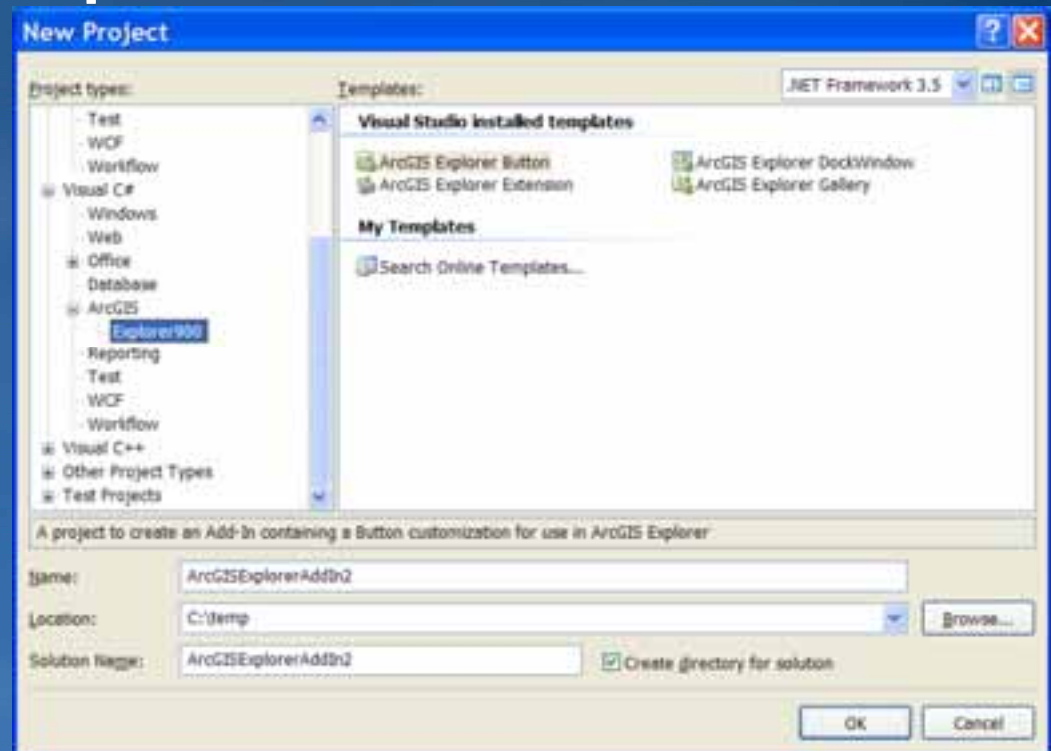 New Project
Project types:
Templates:
.NET Framework 3.5
Test
WCF
Workflow
Visual C#
Windows
Web
Office
Database
ArcGIS
Explorer900
Reporting
Test
WCF
Workflow
Visual C++
Other Project Types
Test Projects
Visual Studio installed templates
ArcGIS Explorer Button
ArcGIS Explorer DockWindow
ArcGIS Explorer Extension
ArcGIS Explorer Gallery
My Templates
Search Online Templates...
A project to create an Add-In containing a Button customization for use in ArcGIS Explorer
Name:
ArcGISExplorerAddIn2
Location:
C:\temp
Browse...
Solution Name:
ArcGISExplorerAddIn2
Create directory for solution
OK
Cancel